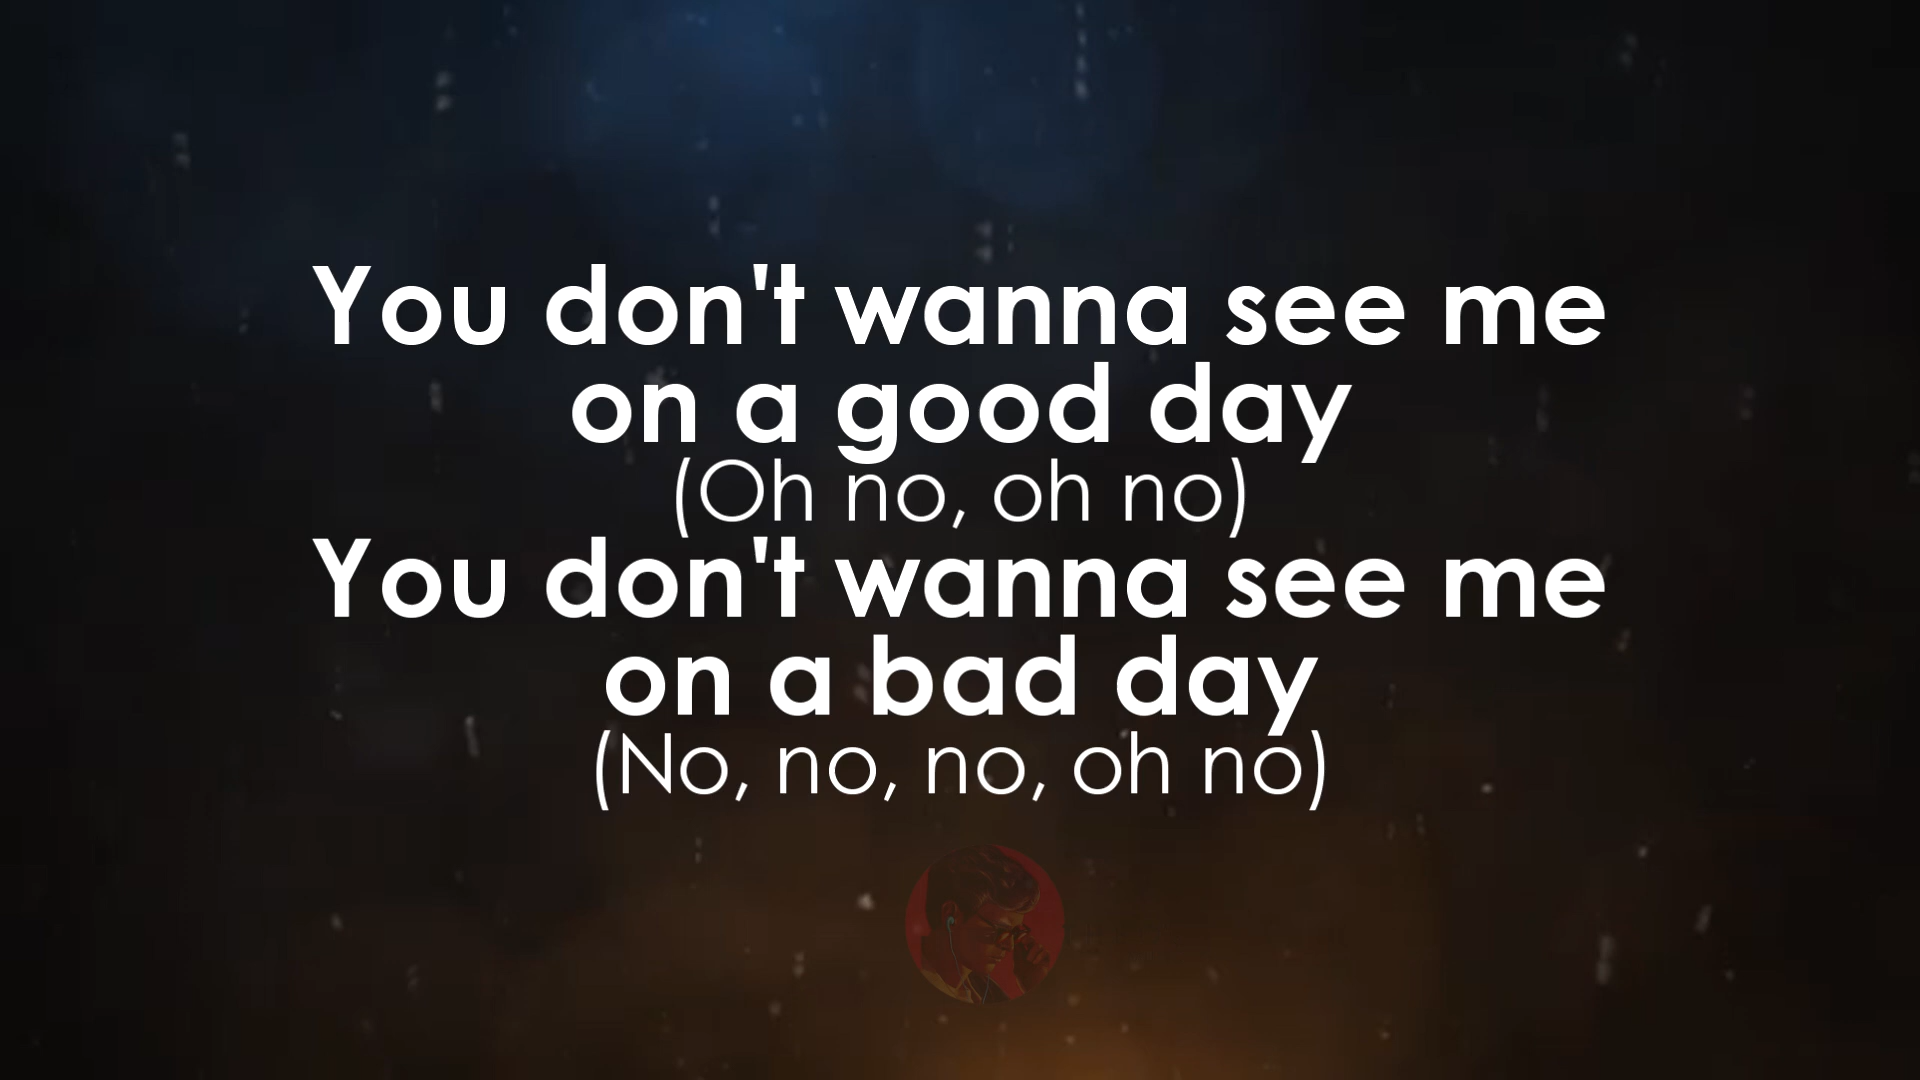 You don't wanna see me
on a good day
(Oh no, oh no)
You don't wanna see me
on a bad day
(No, no, no, oh no)